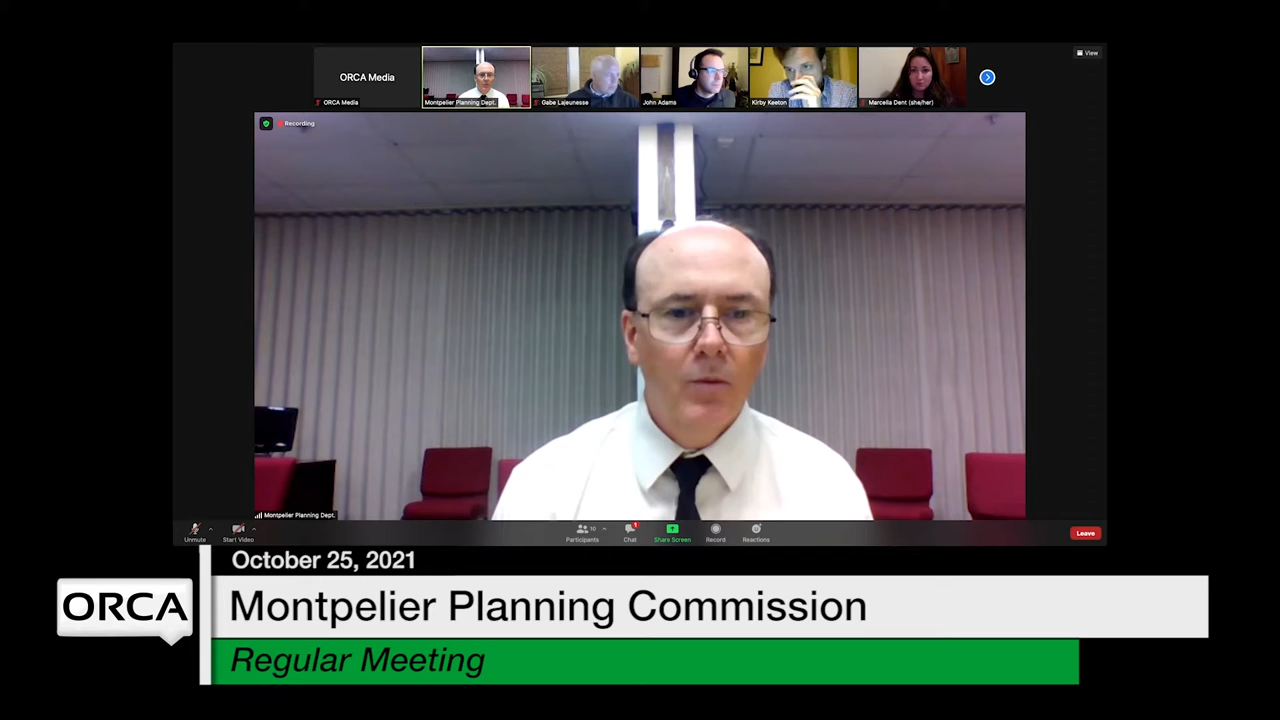 View
ORCA Media
ORCA Media
Montpelier Planning Dept.
Gabe Lajeunesse
John Adams
Kirby Keeton
Marcella Dent (she/her)
Recording
Montpelier Planning Dept.
Unmute
Start Video
10
Participants
1
Chat
Share Screen
Record
Reactions
Leave
October 25, 2021
ORCA
Montpelier Planning Commission
Regular Meeting